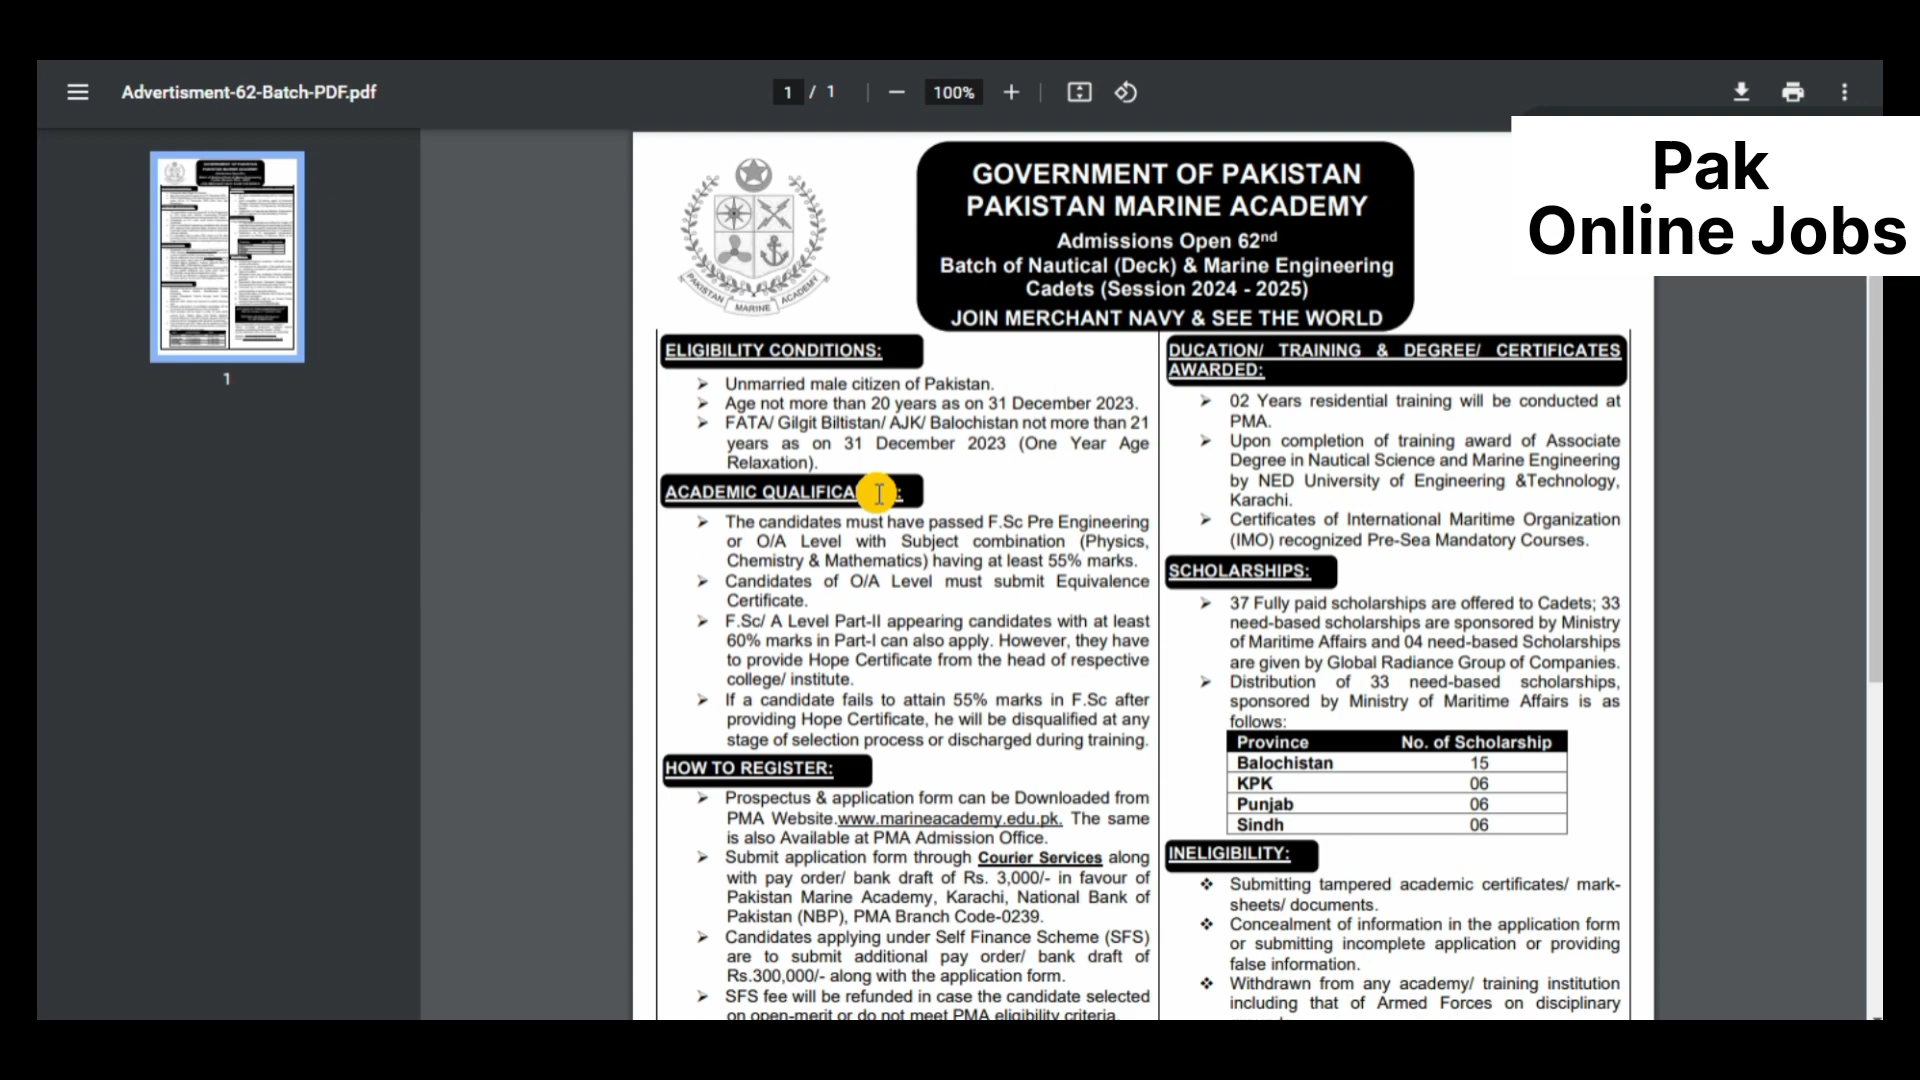 Advertisment-62-Batch-PDF.pdf
1 / 1
100%
Pak
Online Jobs
1
PAKISTAN MARINE ACADEMY
GOVERNMENT OF PAKISTAN
PAKISTAN MARINE ACADEMY
Admissions Open 62nd
Batch of Nautical (Deck) & Marine Engineering
Cadets (Session 2024 - 2025)
JOIN MERCHANT NAVY & SEE THE WORLD
ELIGIBILITY CONDITIONS:
➢ Unmarried male citizen of Pakistan.
➢ Age not more than 20 years as on 31 December 2023.
➢ FATA/ Gilgit Biltistan/ AJK/ Balochistan not more than 21
years as on 31 December 2023 (One Year Age
Relaxation).
ACADEMIC QUALIFICA :
➢ The candidates must have passed F.Sc Pre Engineering
or O/A Level with Subject combination (Physics,
Chemistry & Mathematics) having at least 55% marks.
➢ Candidates of O/A Level must submit Equivalence
Certificate.
➢ F.Sc/ A Level Part-II appearing candidates with at least
60% marks in Part-I can also apply. However, they have
to provide Hope Certificate from the head of respective
college/ institute.
➢ If a candidate fails to attain 55% marks in F.Sc after
providing Hope Certificate, he will be disqualified at any
stage of selection process or discharged during training.
HOW TO REGISTER:
➢ Prospectus & application form can be Downloaded from
PMA Website.www.marineacademy.edu.pk. The same
is also Available at PMA Admission Office.
➢ Submit application form through Courier Services along
with pay order/ bank draft of Rs. 3,000/- in favour of
Pakistan Marine Academy, Karachi, National Bank of
Pakistan (NBP), PMA Branch Code-0239.
➢ Candidates applying under Self Finance Scheme (SFS)
are to submit additional pay order/ bank draft of
Rs.300,000/- along with the application form.
➢ SFS fee will be refunded in case the candidate selected
on open-merit or do not meet PMA eligibility criteria.
DUCATION/ TRAINING & DEGREE/ CERTIFICATES
AWARDED:
➢ 02 Years residential training will be conducted at
PMA.
➢ Upon completion of training award of Associate
Degree in Nautical Science and Marine Engineering
by NED University of Engineering &Technology,
Karachi.
➢ Certificates of International Maritime Organization
(IMO) recognized Pre-Sea Mandatory Courses.
SCHOLARSHIPS:
➢ 37 Fully paid scholarships are offered to Cadets; 33
need-based scholarships are sponsored by Ministry
of Maritime Affairs and 04 need-based Scholarships
are given by Global Radiance Group of Companies.
➢ Distribution of 33 need-based scholarships,
sponsored by Ministry of Maritime Affairs is as
follows:
Province No. of Scholarship
Balochistan 15
KPK 06
Punjab 06
Sindh 06
INELIGIBILITY:
❖ Submitting tampered academic certificates/ mark-
sheets/ documents.
❖ Concealment of information in the application form
or submitting incomplete application or providing
false information.
❖ Withdrawn from any academy/ training institution
including that of Armed Forces on disciplinary